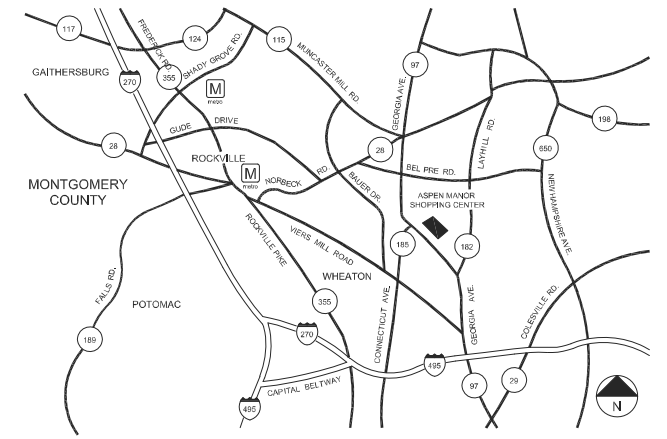 117
124
115
97
FREDERICK RD.
SHADY GROVE RD.
MUNCASTER MILL RD.
GEORGIA AVE.
GAITHERSBURG
270
355
M
metro
198
GUDE DRIVE
28
28
650
LAYHILL RD.
ROCKVILLE
M
metro
NORBECK RD.
BEL PRE RD.
BAUER DR.
MONTGOMERY
COUNTY
ASPEN MANOR
SHOPPING CENTER
NEW HAMPSHIRE AVE.
ROCKVILLE PIKE
VIERS MILL ROAD
185
182
FALLS RD.
WHEATON
POTOMAC
355
CONNECTICUT AVE.
GEORGIA AVE.
COLESVILLE RD.
189
270
495
CAPITAL BELTWAY
97
29
495
N